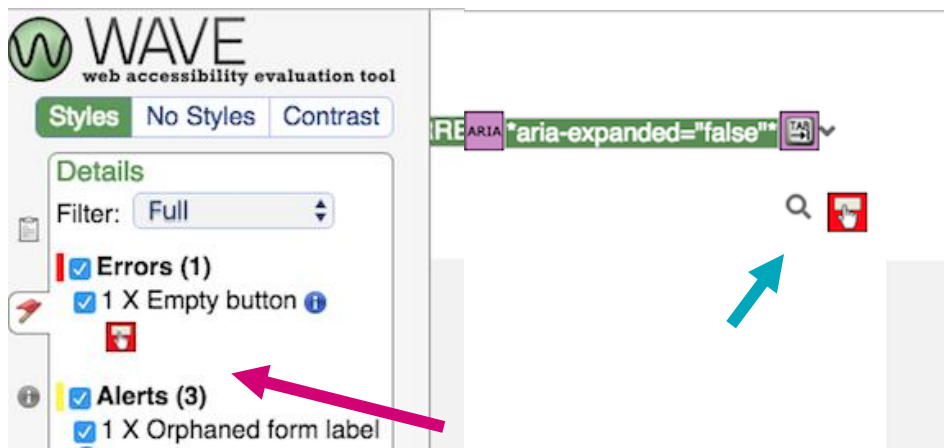 WAVE
web accessibility evaluation tool
Styles No Styles Contrast
Details
Filter: Full
Errors (1)
1 X Empty button
Alerts (3)
1 X Orphaned form label
ARIA *aria-expanded="false"* TAB